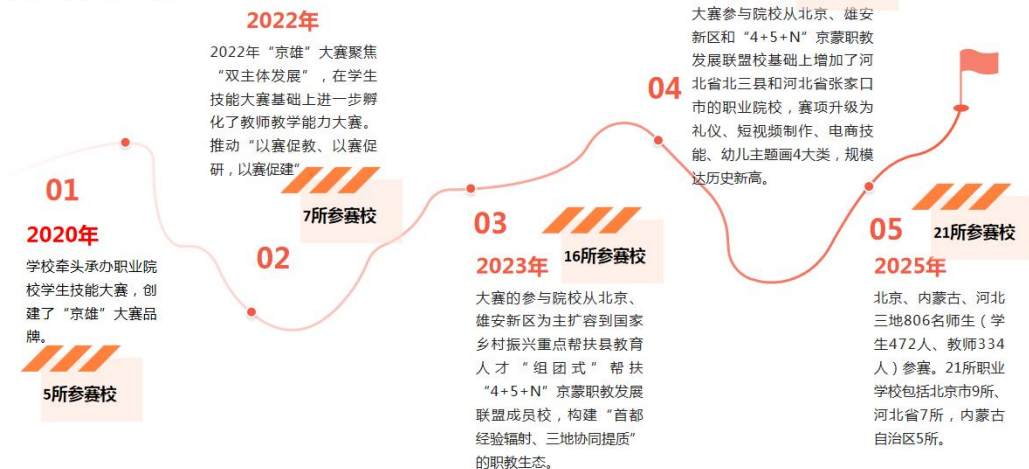 01
2020年
学校牵头承办职业院
校学生技能大赛，创
建了“京雄”大赛品
牌。
5所参赛校
2022年
2022年“京雄”大赛聚焦
“双主体发展”，在学生
技能大赛基础上进一步孵
化了教师教学能力大赛。
推动“以赛促教、以赛促
研，以赛促建”
7所参赛校
02
03
2023年
16所参赛校
大赛的参与院校从北京、
雄安新区为主扩容到国家
乡村振兴重点帮扶县教育
人才“组团式”帮扶
“4+5+N”京蒙职教发展
联盟成员校，构建“首都
经验辐射、三地协同提质”
的职教生态。
04
大赛参与院校从北京、雄安
新区和“4+5+N”京蒙职教
发展联盟校基础上增加了河
北省北三县和河北省张家口
市的职业院校，赛项升级为
礼仪、短视频制作、电商技
能、幼儿主题画4大类，规模
达历史新高。
05
2025年
21所参赛校
北京、内蒙古、河北
三地806名师生（学
生472人、教师334
人）参赛。21所职业
学校包括北京市9所、
河北省7所，内蒙古
自治区5所。